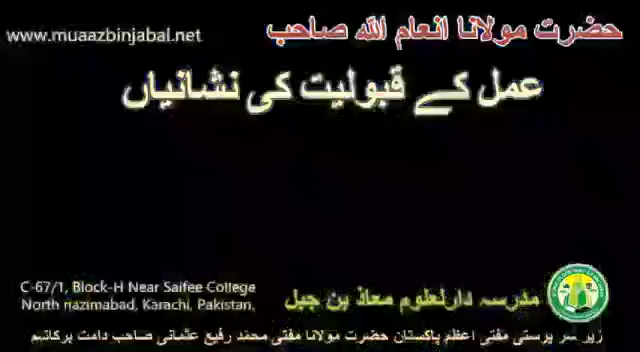 www.muaazbinjabal.net
حضرت مولانا انعام اللہ صاحب
عمل کے قبولیت کی نشانیاں
C-67/1, Block-H Near Saifee College
North nazimabad, Karachi, Pakistan.
مدرسہ دارلعلوم معاذ بن جبل
زیر سر پرستی مفتی اعظم پاکستان حضرت مولانا مفتی محمد رفیع عثمانی صاحب دامت برکاتہم